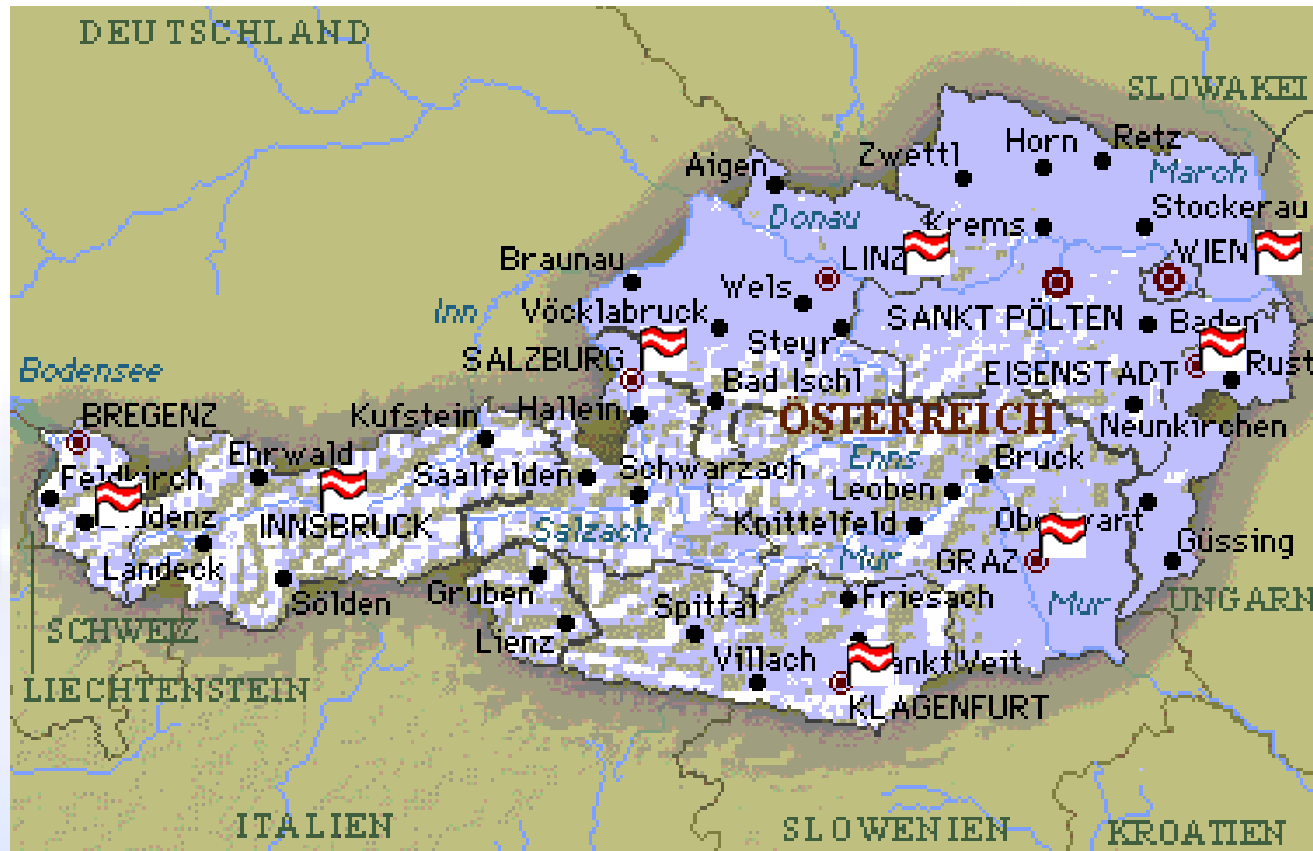 DEUTSCHLAND
SLOWAKEI
Horn
Retz
Zwettl
Aigen
March
Donau
Krems
Stockerau
Braunau
LINZ
WIEN
Wels
Inn
Vöcklabruck
SANKT PÖLTEN
Baden
Steyr
SALZBURG
EISENSTADT
Rust
Bodensee
Bad Ischl
BREGENZ
Kufstein
Hallein
ÖSTERREICH
Neunkirchen
Ehrwald
Enns
Bruck
Saalfelden
Schwarzach
Feldkirch
Leoben
INNSBRUCK
Salzach
Knittelfeld
Güssing
Mur
GRAZ
Landeck
Gruben
Sölden
Spittal
Friesach
Mur
UNGARN
SCHWEIZ
Lienz
Villach
LIECHTENSTEIN
KLAGENFURT
ITALIEN
SLOWENIEN
KROATIEN